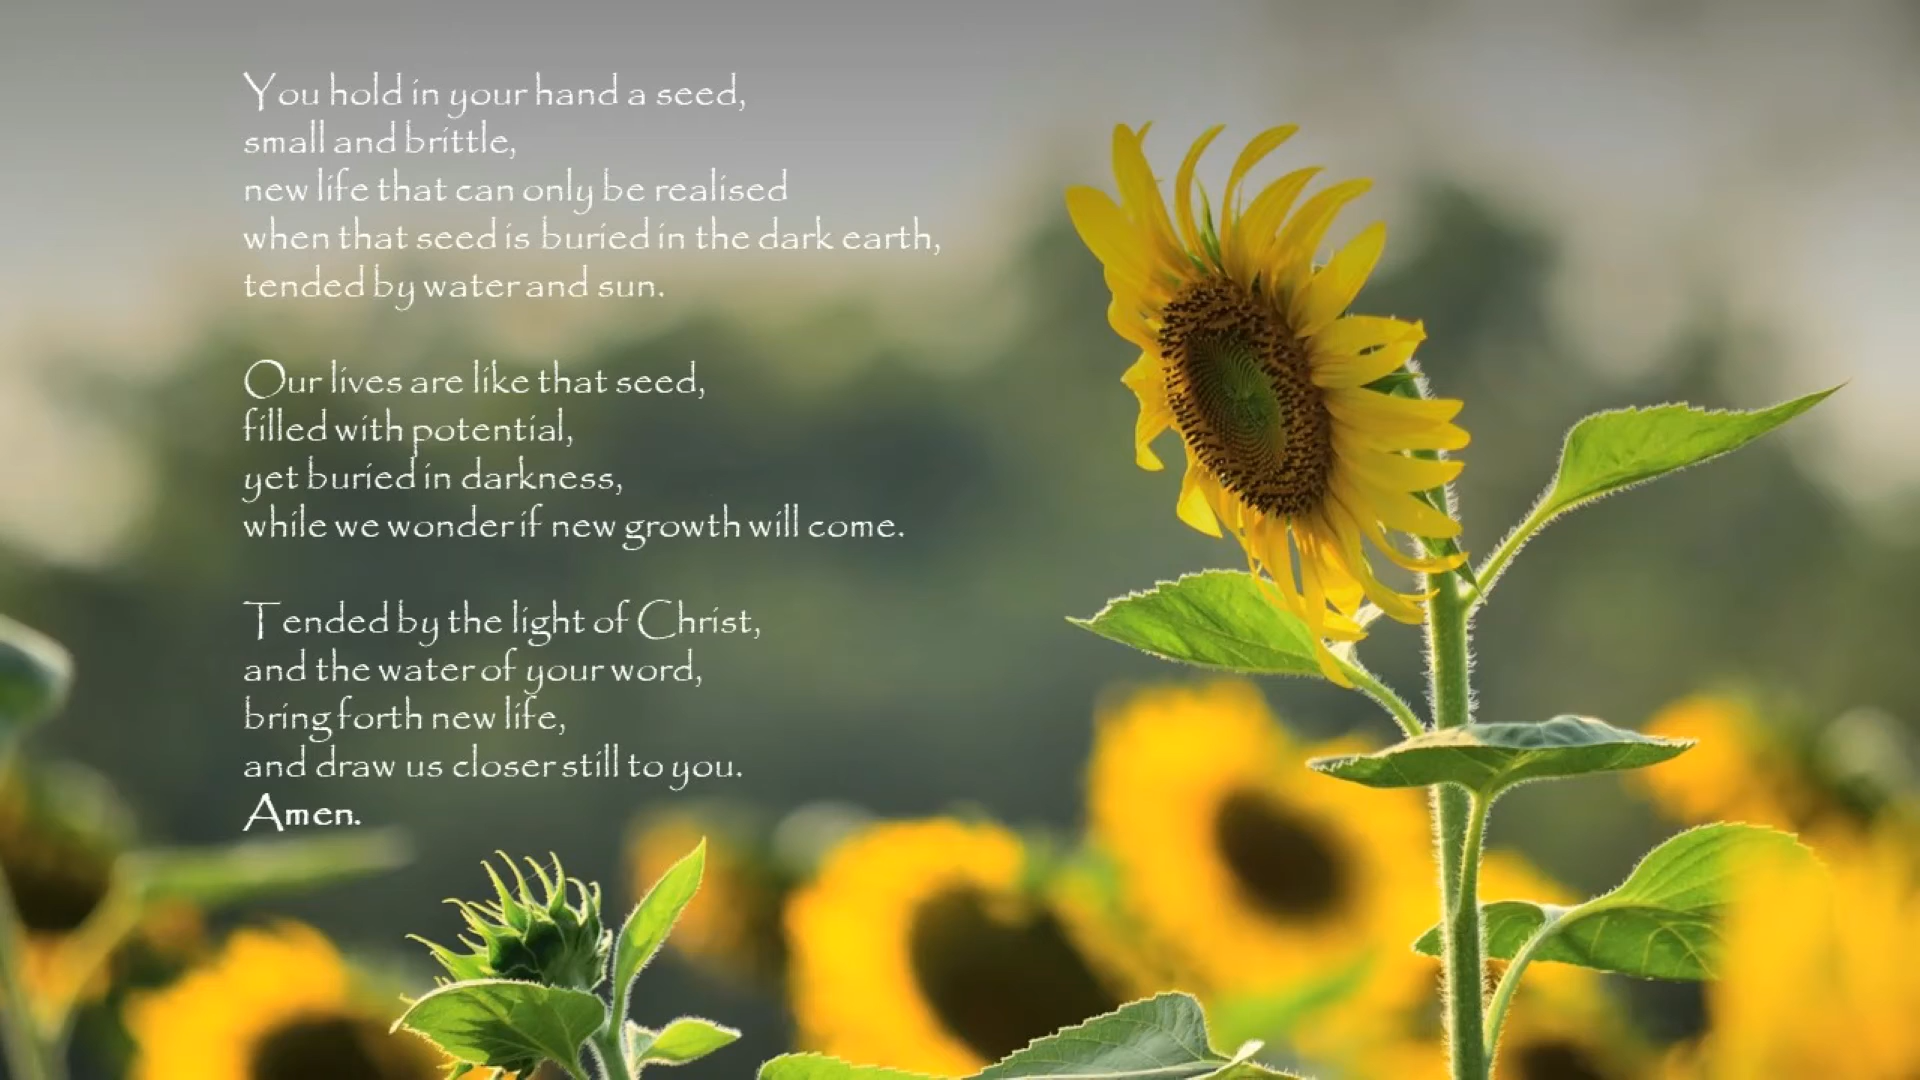 You hold in your hand a seed,
small and brittle,
new life that can only be realised
when that seed is buried in the dark earth,
tended by water and sun.
Our lives are like that seed,
filled with potential,
yet buried in darkness,
while we wonder if new growth will come.
Tended by the light of Christ,
and the water of your word,
bring forth new life,
and draw us closer still to you.
Amen.